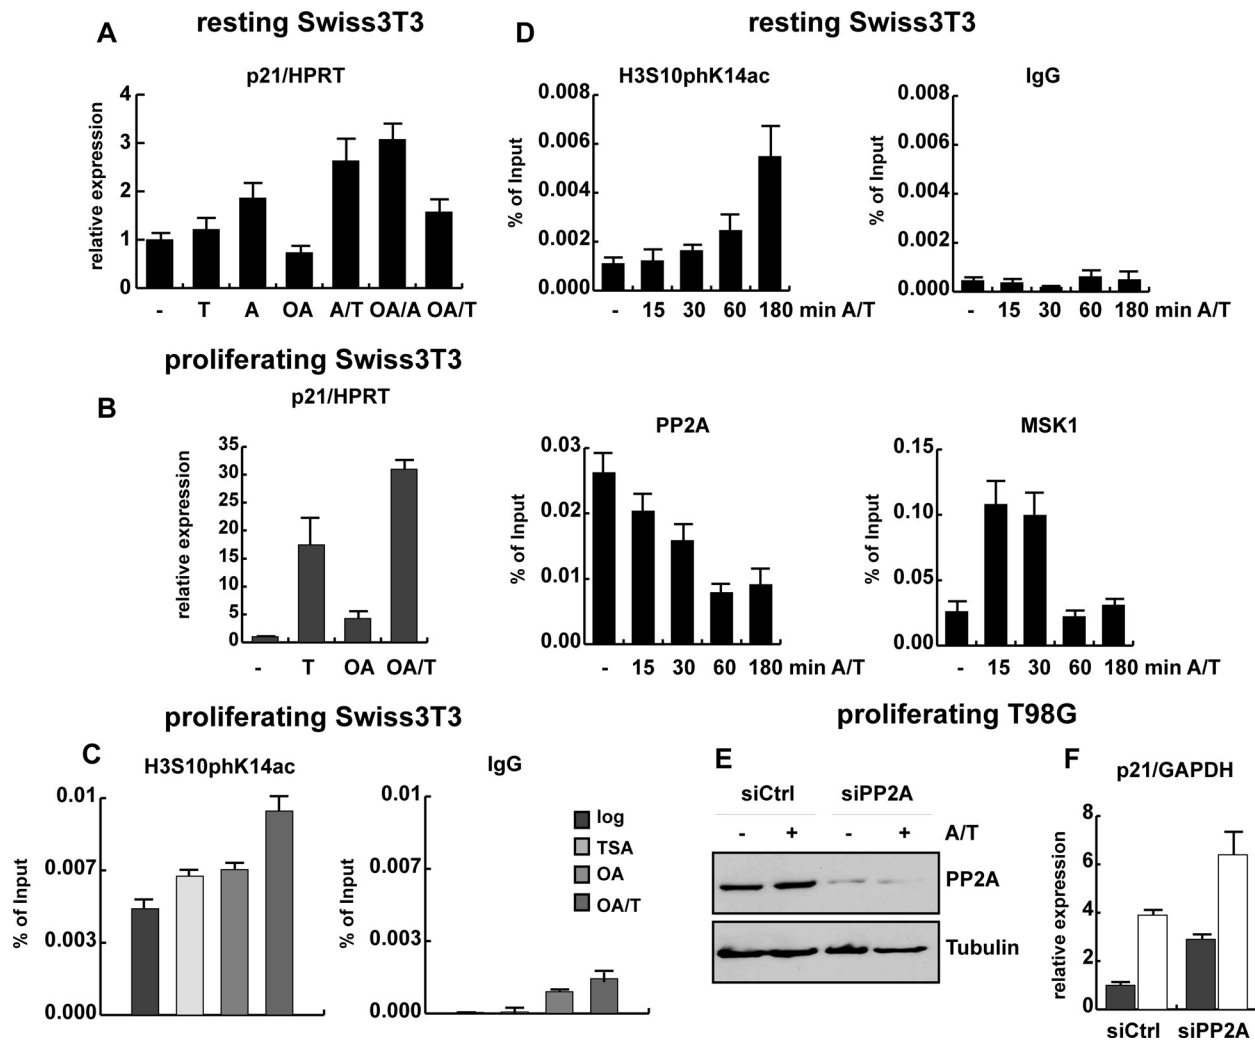 A
resting Swiss3T3
p21/HPRT
relative expression
4
3
2
1
0
- T A OA A/T OA/A OA/T
proliferating Swiss3T3
B
p21/HPRT
relative expression
35
30
25
20
15
10
5
0
- T OA OA/T
proliferating Swiss3T3
C
H3S10phK14ac
% of Input
0.01
0.007
0.003
0.000
IgG
% of Input
0.01
0.007
0.003
0.000
log
TSA
OA
OA/T
D
resting Swiss3T3
H3S10phK14ac
% of Input
0.008
0.006
0.004
0.002
0.000
- 15 30 60 180 min A/T
IgG
% of Input
0.008
0.006
0.004
0.002
0.000
- 15 30 60 180 min A/T
PP2A
% of Input
0.03
0.02
0.01
0.00
- 15 30 60 180 min A/T
MSK1
% of Input
0.15
0.10
0.05
0.00
- 15 30 60 180 min A/T
proliferating T98G
E
siCtrl siPP2A
- + - + A/T
PP2A
Tubulin
F
p21/GAPDH
relative expression
8
6
4
2
0
siCtrl siPP2A